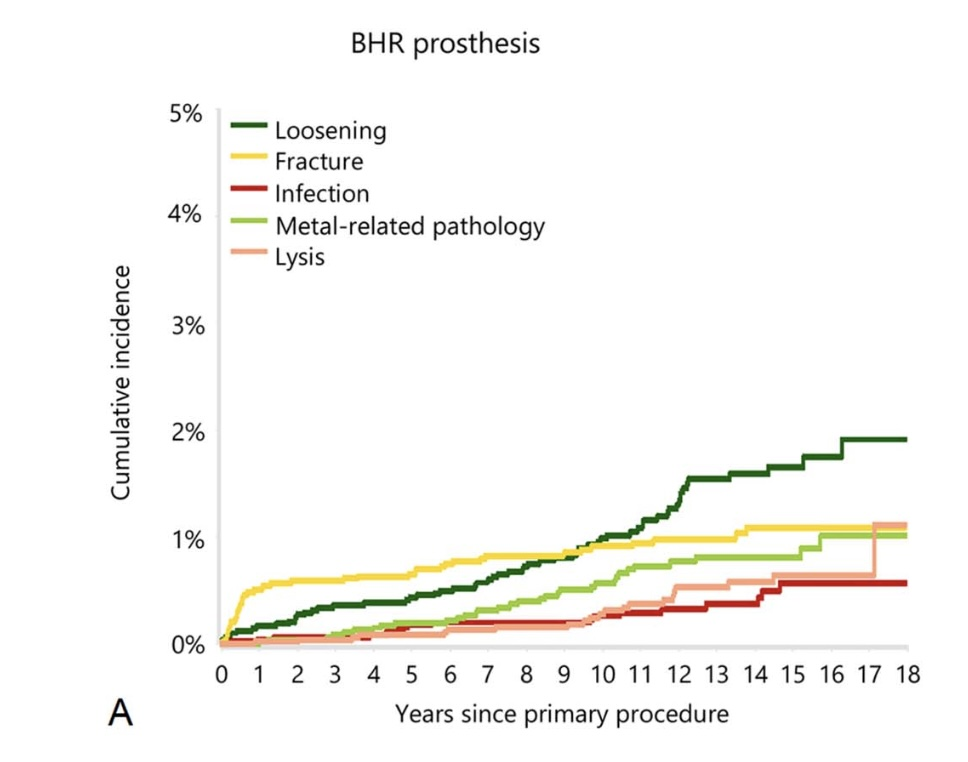 BHR prosthesis
5%
4%
3%
2%
1%
0%
Cumulative incidence
Loosening
Fracture
Infection
Metal-related pathology
Lysis
0 1 2 3 4 5 6 7 8 9 10 11 12 13 14 15 16 17 18
Years since primary procedure
A